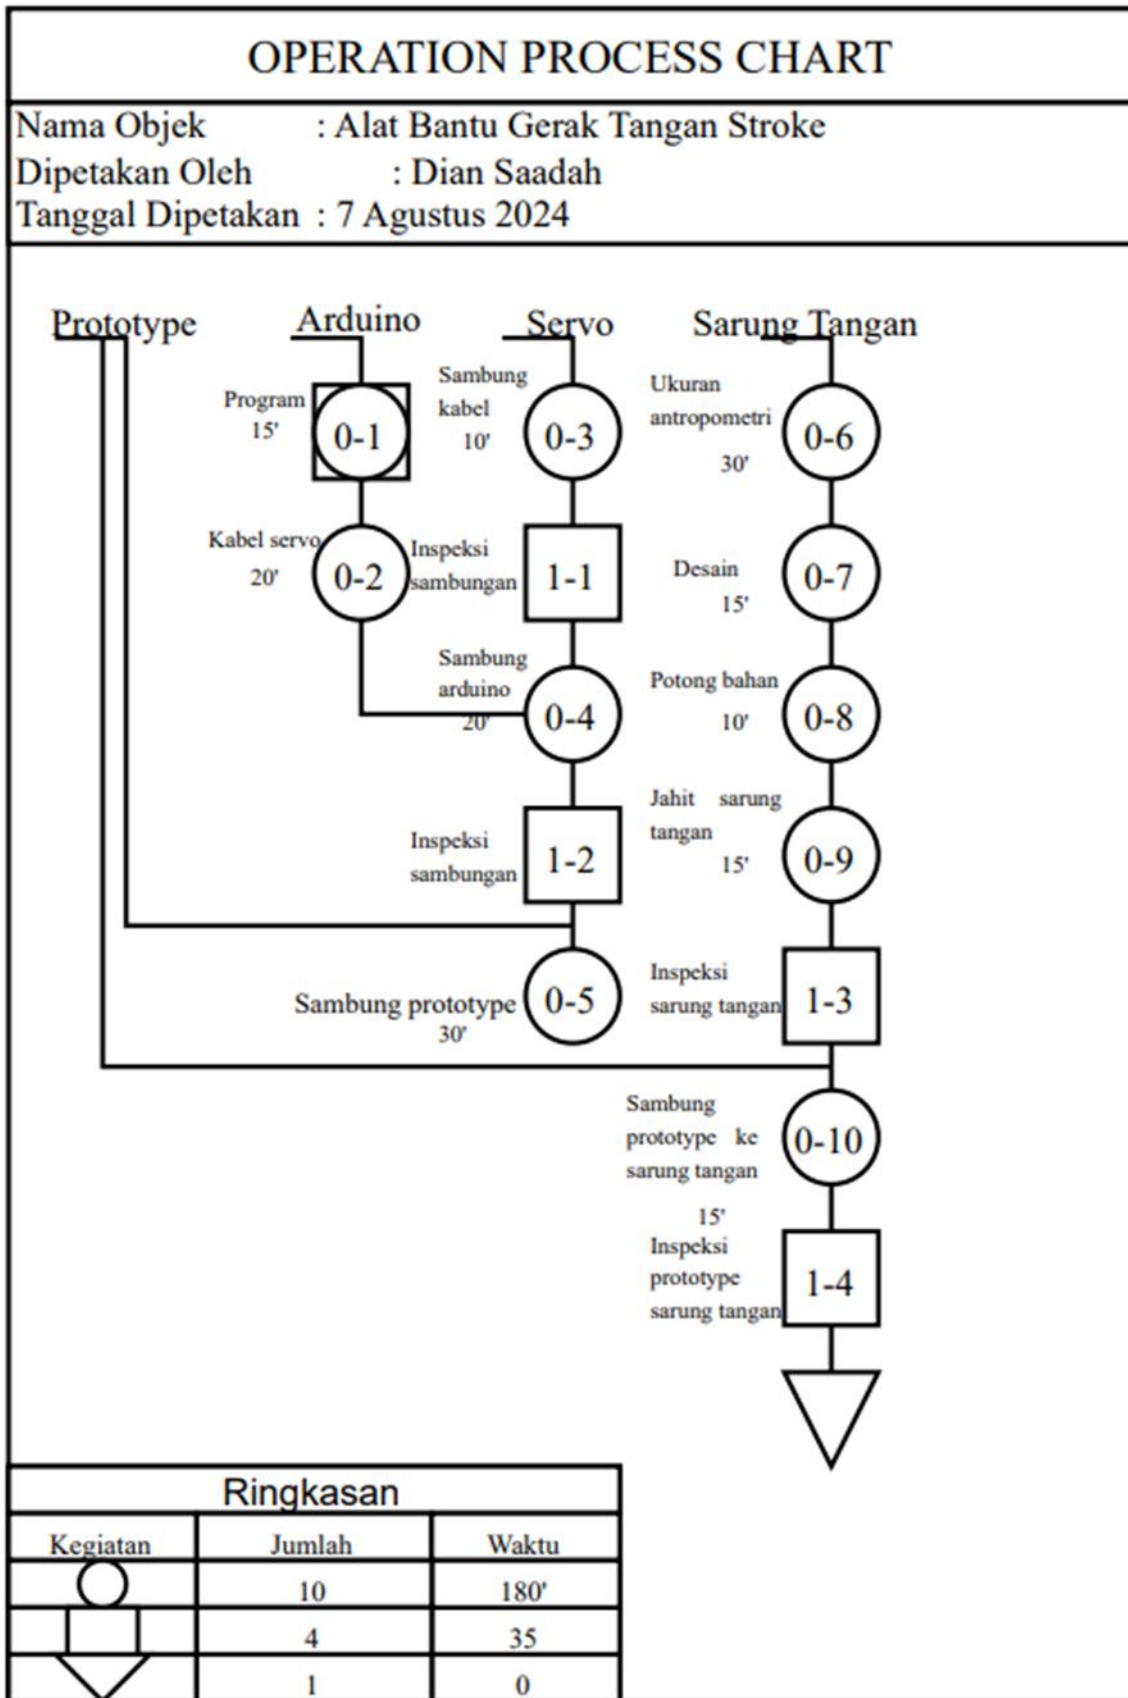 OPERATION PROCESS CHART
Nama Objek : Alat Bantu Gerak Tangan Stroke
Dipetakan Oleh : Dian Saadah
Tanggal Dipetakan : 7 Agustus 2024
Prototype
Arduino
Servo
Sarung Tangan
Program
15'
0-1
Kabel servo
20'
0-2
Sambung
kabel
10'
0-3
Inspeksi
sambungan
1-1
Sambung
arduino
20'
0-4
Inspeksi
sambungan
1-2
Sambung prototype
30'
0-5
Ukuran
antropometri
30'
0-6
Desain
15'
0-7
Potong bahan
10'
0-8
Jahit sarung
tangan
15'
0-9
Inspeksi
sarung tangan
1-3
Sambung
prototype ke
sarung tangan
15'
0-10
Inspeksi
prototype
sarung tangan
1-4
Ringkasan
Kegiatan Jumlah Waktu
10 180'
4 35
1 0